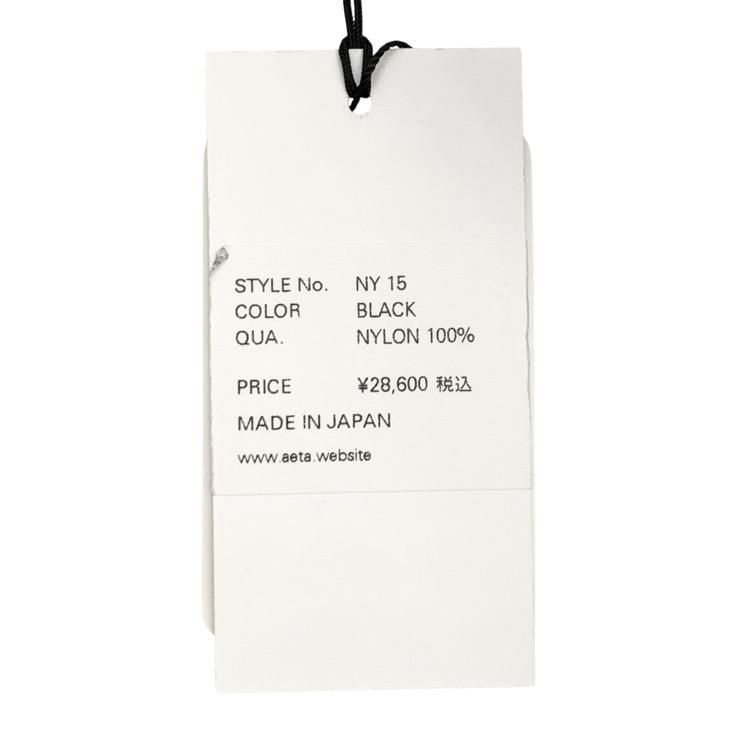 STYLE No. NY 15
COLOR BLACK
QUA. NYLON 100%
PRICE ¥28,600 税込
MADE IN JAPAN
www.aeta.website